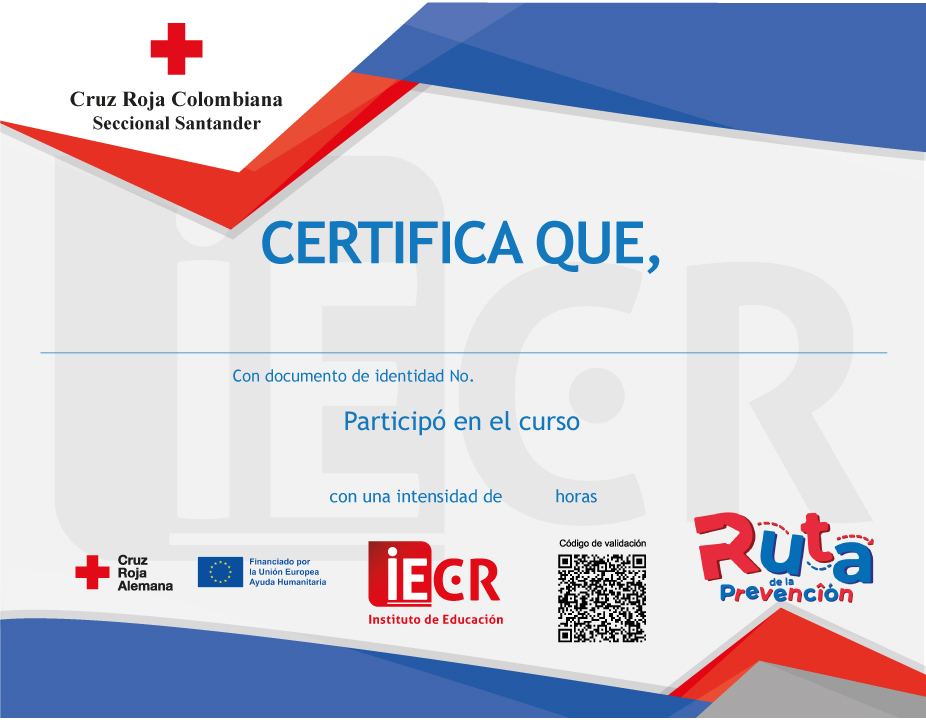 Cruz Roja Colombiana
Seccional Santander
CERTIFICA QUE,
Con documento de identidad No.
Participó en el curso
con una intensidad de horas
Cruz
Roja
Alemana
Financiado por
la Unión Europea
Ayuda Humanitaria
iECR
Instituto de Educación
Código de validación
Ruta
de la
Prevención
iECR